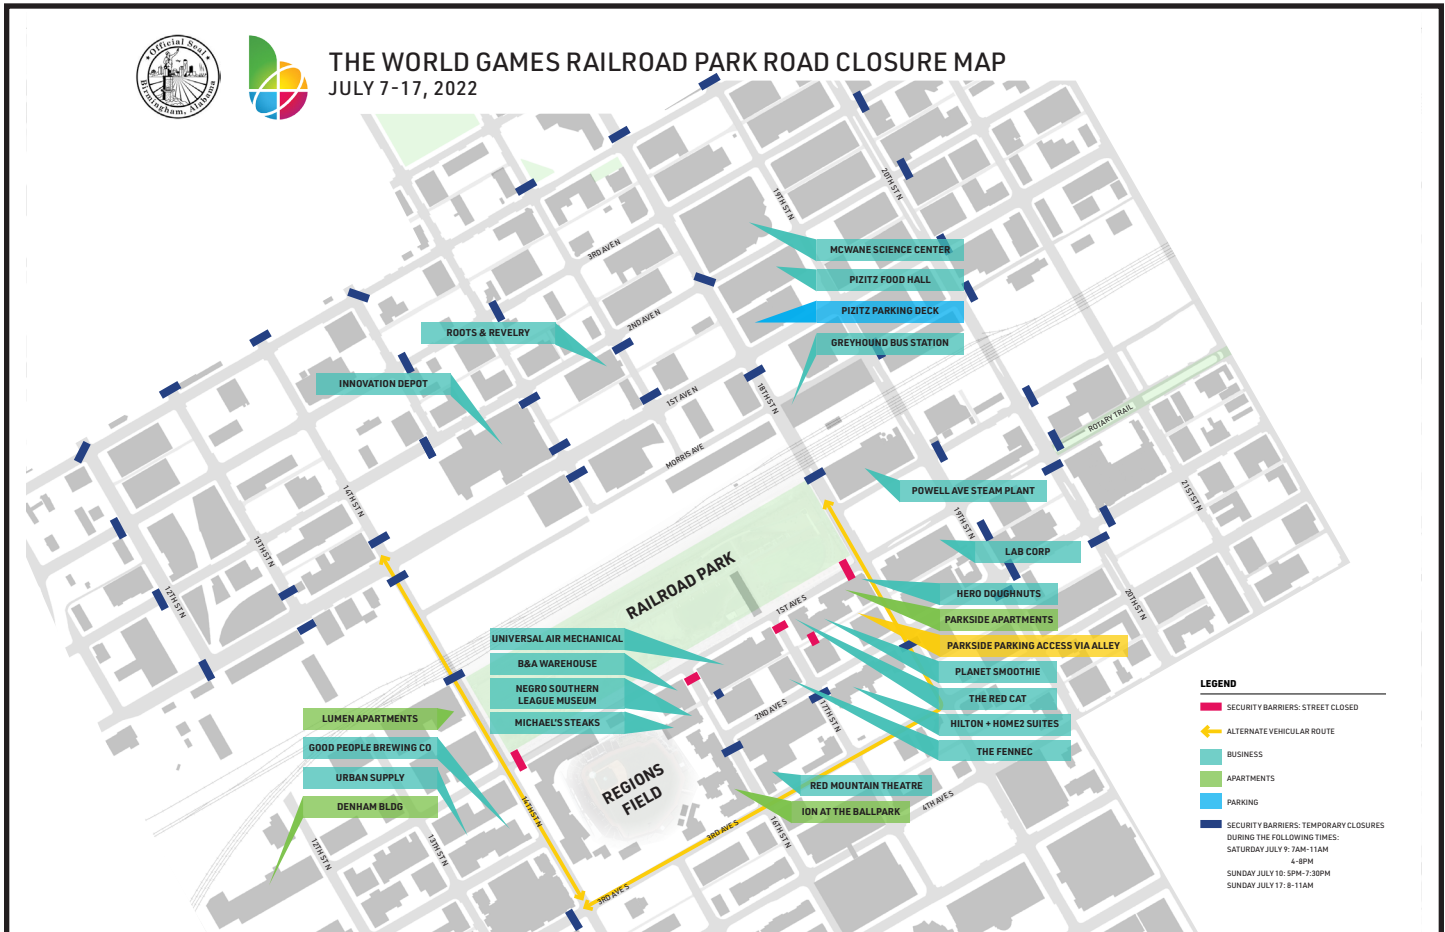 Official Seal
Birmingham, Alabama
THE WORLD GAMES RAILROAD PARK ROAD CLOSURE MAP
JULY 7-17, 2022
19TH ST N
20TH ST N
3RD AVE N
MCWANE SCIENCE CENTER
PIZITZ FOOD HALL
PIZITZ PARKING DECK
2ND AVE N
ROOTS & REVELRY
GREYHOUND BUS STATION
INNOVATION DEPOT
1ST AVE N
18TH ST N
ROTARY TRAIL
MORRIS AVE
14TH ST N
POWELL AVE STEAM PLANT
21ST ST N
19TH ST N
13TH ST N
LAB CORP
RAILROAD PARK
12TH ST N
HERO DOUGHNUTS
1ST AVE S
20TH ST N
PARKSIDE APARTMENTS
UNIVERSAL AIR MECHANICAL
PARKSIDE PARKING ACCESS VIA ALLEY
B&A WAREHOUSE
PLANET SMOOTHIE
NEGRO SOUTHERN
LEAGUE MUSEUM
THE RED CAT
2ND AVE S
17TH ST N
MICHAEL'S STEAKS
HILTON + HOME2 SUITES
LUMEN APARTMENTS
GOOD PEOPLE BREWING CO
THE FENNEC
URBAN SUPPLY
REGIONS
FIELD
RED MOUNTAIN THEATRE
DENHAM BLDG
14TH ST N
ION AT THE BALLPARK
4TH AVE S
3RD AVE S
16TH ST N
12TH ST N
13TH ST N
3RD AVE S
LEGEND
SECURITY BARRIERS: STREET CLOSED
ALTERNATE VEHICULAR ROUTE
BUSINESS
APARTMENTS
PARKING
SECURITY BARRIERS: TEMPORARY CLOSURES
DURING THE FOLLOWING TIMES:
SATURDAY JULY 9: 7AM-11AM
4-8PM
SUNDAY JULY 10: 5PM-7:30PM
SUNDAY JULY 17: 8-11AM